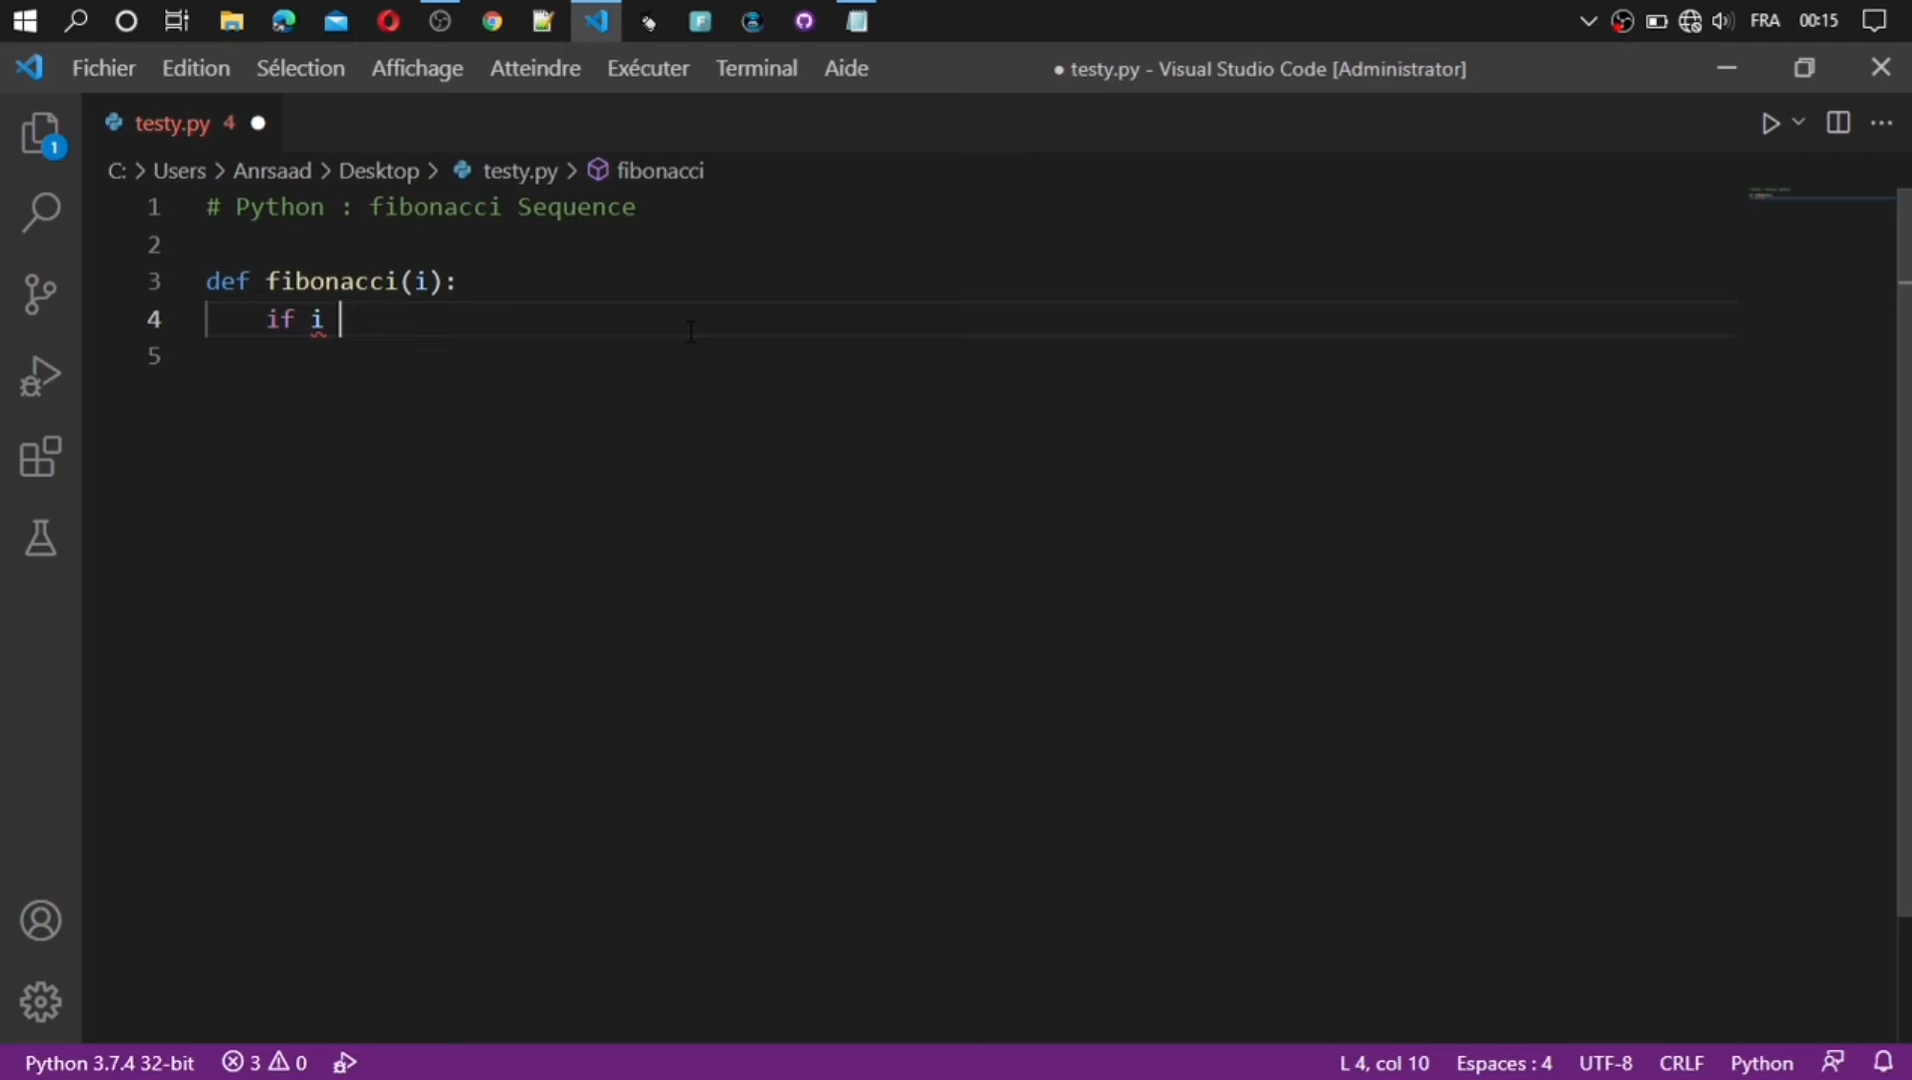 FRA 00:15
Fichier Edition Sélection Affichage Atteindre Exécuter Terminal Aide ● testy.py - Visual Studio Code [Administrator]
testy.py 4 ●
1
C: > Users > Anrsaad > Desktop > testy.py > fibonacci
1 # Python : fibonacci Sequence
2
3 def fibonacci(i):
4 if i
5
Python 3.7.4 32-bit 3 0 L 4, col 10 Espaces : 4 UTF-8 CRLF Python